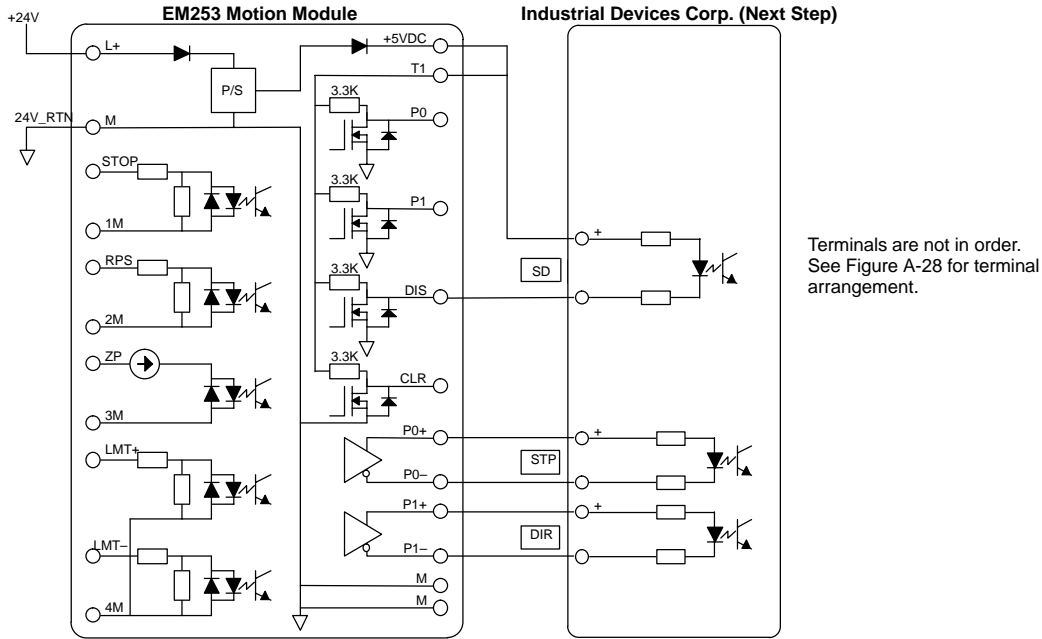 EM253 Motion Module
Industrial Devices Corp. (Next Step)
+24V
L+
+5VDC
T1
P/S
3.3K
P0
24V_RTN
M
STOP
3.3K
P1
1M
RPS
SD
+
Terminals are not in order.
See Figure A-28 for terminal
arrangement.
3.3K
DIS
2M
ZP
3.3K
CLR
3M
P0+
+
LMT+
STP
P0–
P1+
+
DIR
LMT–
P1–
M
4M
M